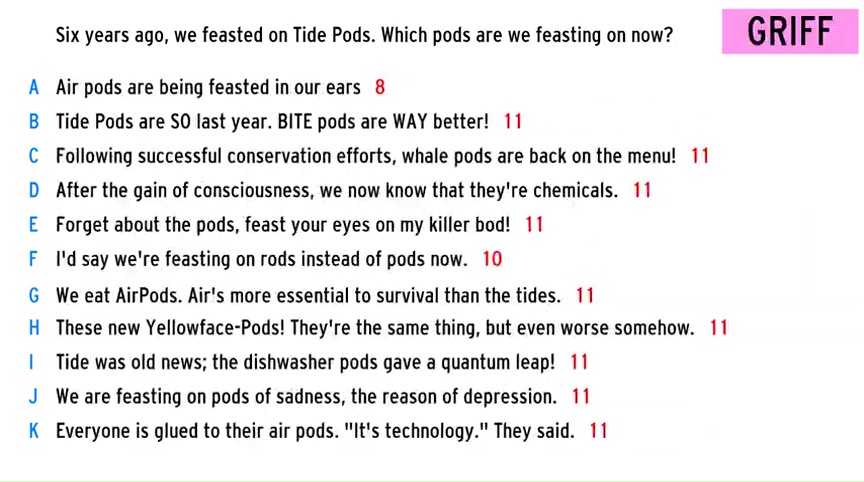 Six years ago, we feasted on Tide Pods. Which pods are we feasting on now?
GRIFF
A Air pods are being feasted in our ears 8
B Tide Pods are SO last year. BITE pods are WAY better! 11
C Following successful conservation efforts, whale pods are back on the menu! 11
D After the gain of consciousness, we now know that they're chemicals. 11
E Forget about the pods, feast your eyes on my killer bod! 11
F I'd say we're feasting on rods instead of pods now. 10
G We eat AirPods. Air's more essential to survival than the tides. 11
H These new Yellowface-Pods! They're the same thing, but even worse somehow. 11
I Tide was old news; the dishwasher pods gave a quantum leap! 11
J We are feasting on pods of sadness, the reason of depression. 11
K Everyone is glued to their air pods. "It's technology." They said. 11